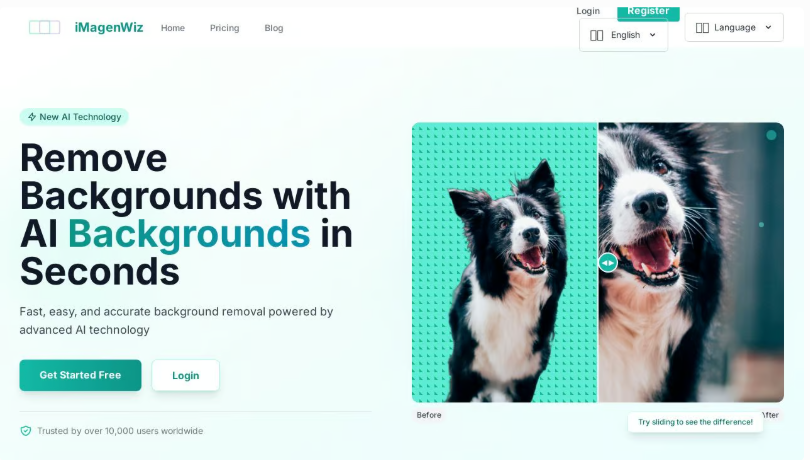 iMagenWiz
Home
Pricing
Blog
Login
Register
English
Language
New AI Technology
Remove
Backgrounds with
AI Backgrounds in
Seconds
Fast, easy, and accurate background removal powered by
advanced AI technology
Get Started Free
Login
Trusted by over 10,000 users worldwide
Before
Try sliding to see the difference!
After